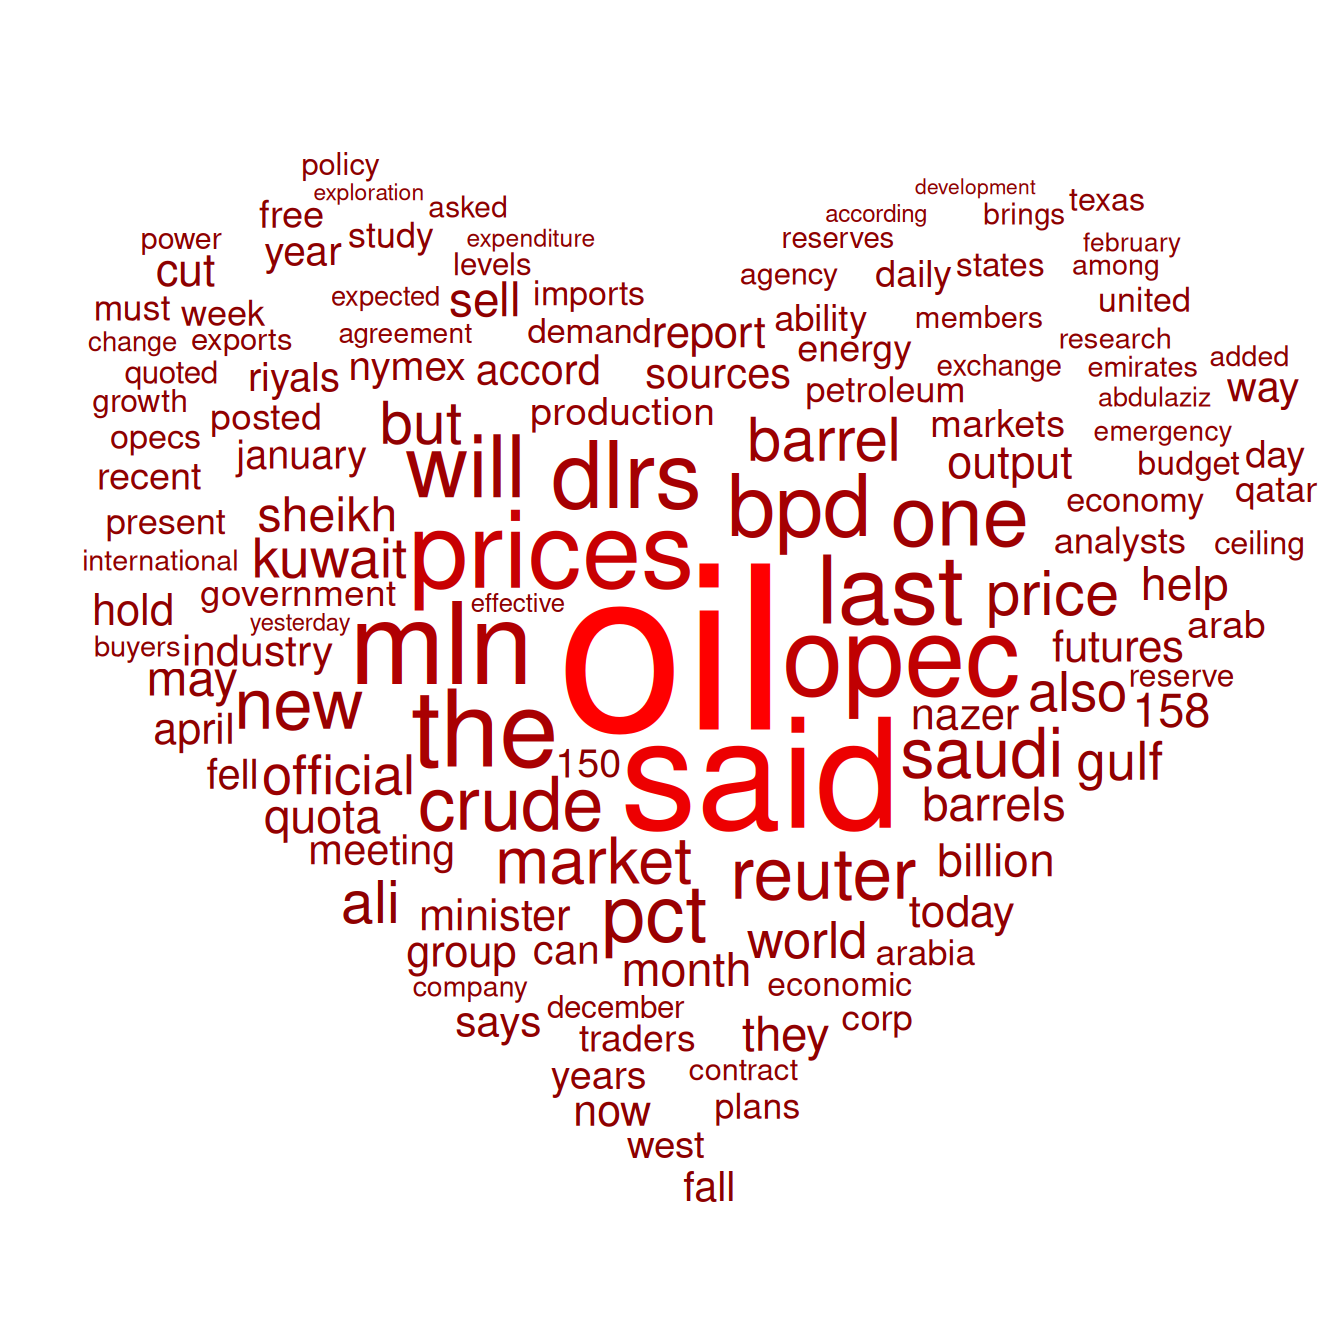 policy
exploration
development
free asked according brings texas
power year study expenditure reserves february
cut levels agency daily states among
must week expected sell imports ability members united
change exports agreement demand report energy research
quoted riyals nymex accord sources petroleum exchange emirates added
growth posted but production barrel markets abdulaziz way
opecs january will dlrs output emergency
recent bpd one budget day
present sheikh prices economy qatar
international kuwait analysts ceiling
hold government effective oil last price help
buyers yesterday industry mln opec futures arab
may new the also reserve
april nazer 158
fell official 150 said saudi gulf
quota crude barrels
meeting market reuter billion
ali minister pct today
group can month world arabia
company december economic
says traders they corp
years contract
now plans
west
fall